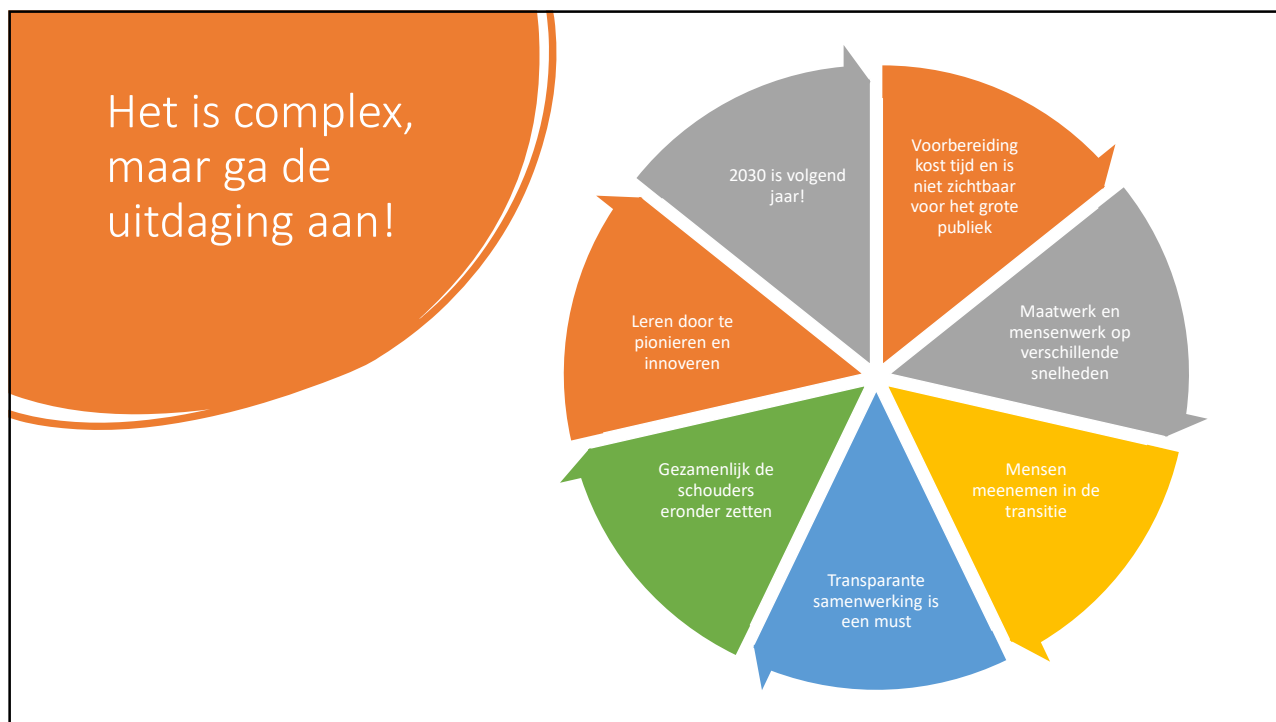 Het is complex,
maar ga de
uitdaging aan!
Voorbereiding
kost tijd en is
niet zichtbaar
voor het grote
publiek
Maatwerk en
mensenwerk op
verschillende
snelheden
Mensen
meenemen in de
transitie
Transparante
samenwerking is
een must
Gezamenlijk de
schouders
eronder zetten
Leren door te
pionieren en
innoveren
2030 is volgend
jaar!